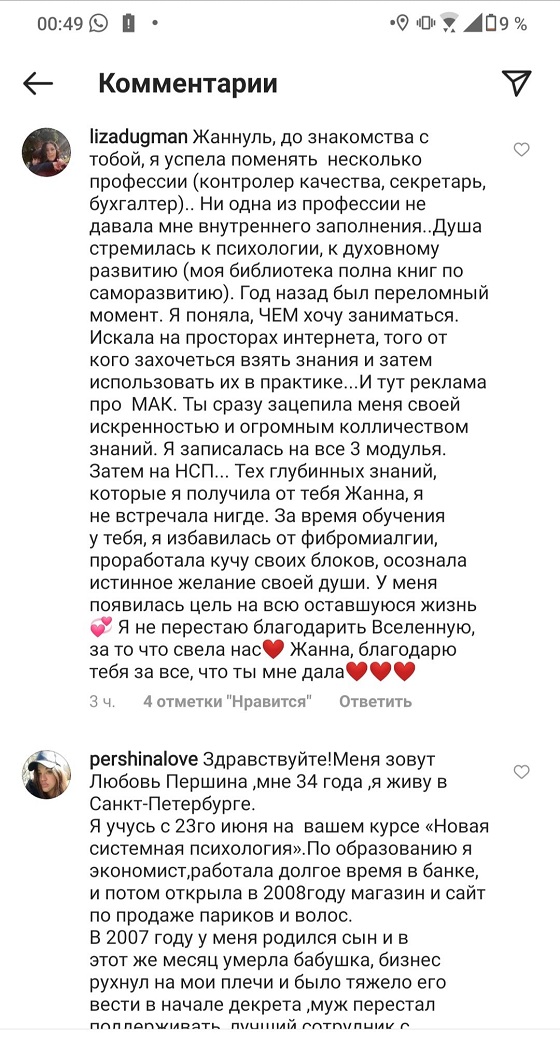 00:49 9 %
Комментарии
lizadugman Жаннуль, до знакомства с
тобой, я успела поменять несколько
профессии (контролер качества, секретарь,
бухгалтер).. Ни одна из профессии не
давала мне внутреннего заполнения..Душа
стремилась к психологии, к духовному
развитию (моя библиотека полна книг по
саморазвитию). Год назад был переломный
момент. Я поняла, ЧЕМ хочу заниматься.
Искала на просторах интернета, того от
кого захочеться взять знания и затем
использовать их в практике...И тут реклама
про МАК. Ты сразу зацепила меня своей
искренностью и огромным колличеством
знаний. Я записалась на все 3 модулья.
Затем на НСП... Тех глубинных знаний,
которые я получила от тебя Жанна, я
не встречала нигде. За время обучения
у тебя, я избавилась от фибромиалгии,
проработала кучу своих блоков, осознала
истинное желание своей души. У меня
появилась цель на всю оставшуюся жизнь
💞 Я не перестаю благодарить Вселенную,
за то что свела нас❤️ Жанна, благодарю
тебя за все, что ты мне дала❤️❤️❤️
3 ч. 4 отметки "Нравится" Ответить
pershinalove Здравствуйте!Меня зовут
Любовь Першина ,мне 34 года ,я живу в
Санкт-Петербурге.
Я учусь с 23го июня на вашем курсе «Новая
системная психология».По образованию я
экономист,работала долгое время в банке,
и потом открыла в 2008году магазин и сайт
по продаже париков и волос.
В 2007 году у меня родился сын и в
этот же месяц умерла бабушка, бизнес
рухнул на мои плечи и было тяжело его
вести в начале декрета ,муж перестал
поддерживать, лучший сотрудник с